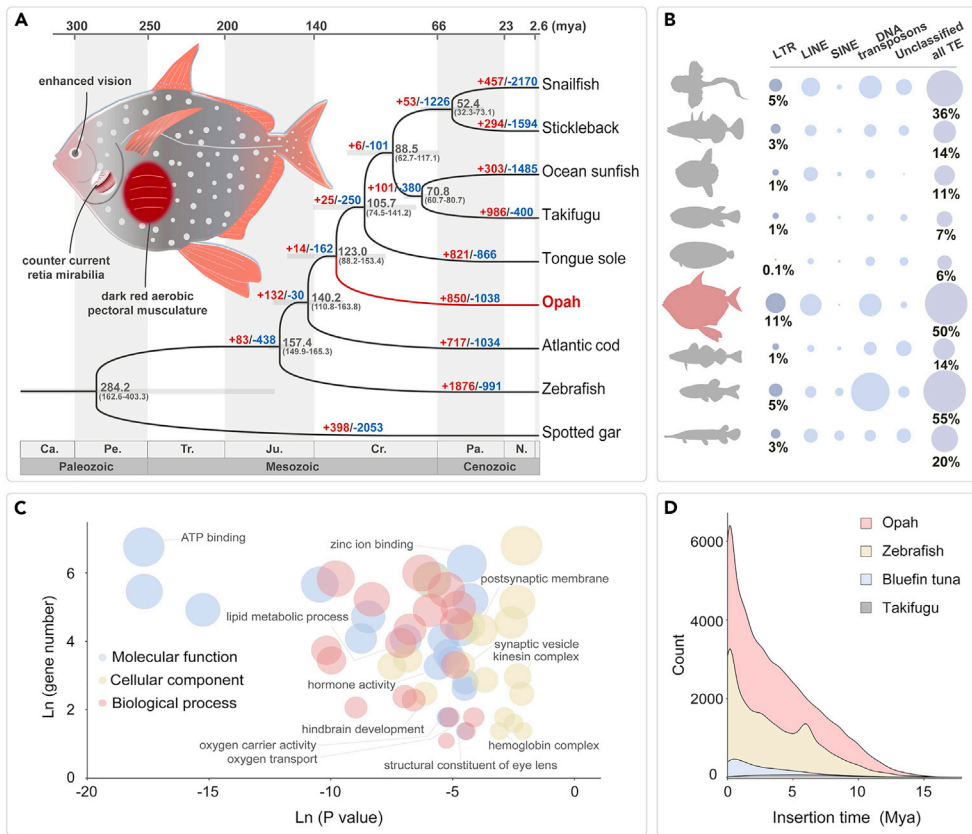 A
300 250 200 140 66 23 2.6 (mya)
enhanced vision
counter current
retia mirabilia
dark red aerobic
pectoral musculature
+457/-2170 Snailfish
+53/-1226
52.4
(32.3-73.1)
+294/-1594 Stickleback
+6/-101
88.5
(62.7-117.1)
+303/-1485 Ocean sunfish
+101/-380
70.8
(60.7-80.7)
+25/-250
105.7
(74.5-141.2)
+986/-400 Takifugu
+14/-162
123.0
(88.2-153.4)
+821/-866 Tongue sole
+132/-30
140.2
(110.8-163.8)
+850/-1038 Opah
+83/-438
157.4
(149.9-165.3)
+717/-1034 Atlantic cod
284.2
(162.6-403.3)
+1876/-991 Zebrafish
+398/-2053 Spotted gar
Ca. Pe. Tr. Ju. Cr. Pa. N.
Paleozoic Mesozoic Cenozoic
B
LTR LINE SINE DNA transposons Unclassified all TE
5% 36%
3% 14%
1% 11%
1% 7%
0.1% 6%
11% 50%
1% 14%
5% 55%
3% 20%
C
Ln (gene number)
6
4
2
0
ATP binding
zinc ion binding
postsynaptic membrane
lipid metabolic process
synaptic vesicle
kinesin complex
hormone activity
hindbrain development
oxygen carrier activity
oxygen transport
hemoglobin complex
structural constituent of eye lens
Molecular function
Cellular component
Biological process
-20 -15 -10 -5 0
Ln (P value)
D
Count
6000
4000
2000
0
Opah
Zebrafish
Bluefin tuna
Takifugu
0 5 10 15
Insertion time (Mya)